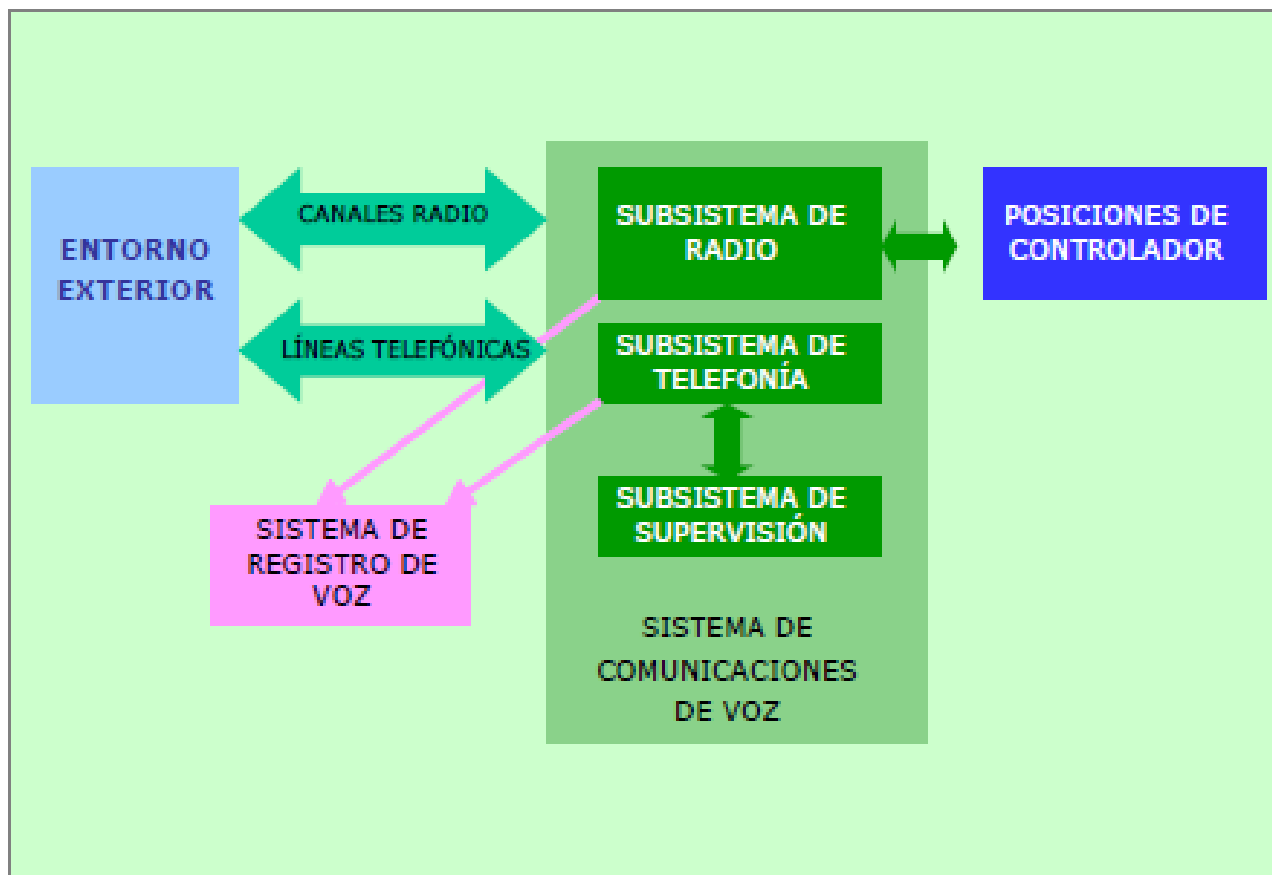 ENTORNO
EXTERIOR
CANALES RADIO
LÍNEAS TELEFÓNICAS
SUBSISTEMA DE
RADIO
POSICIONES DE
CONTROLADOR
SUBSISTEMA DE
TELEFONÍA
SUBSISTEMA DE
SUPERVISIÓN
SISTEMA DE
REGISTRO DE
VOZ
SISTEMA DE
COMUNICACIONES
DE VOZ